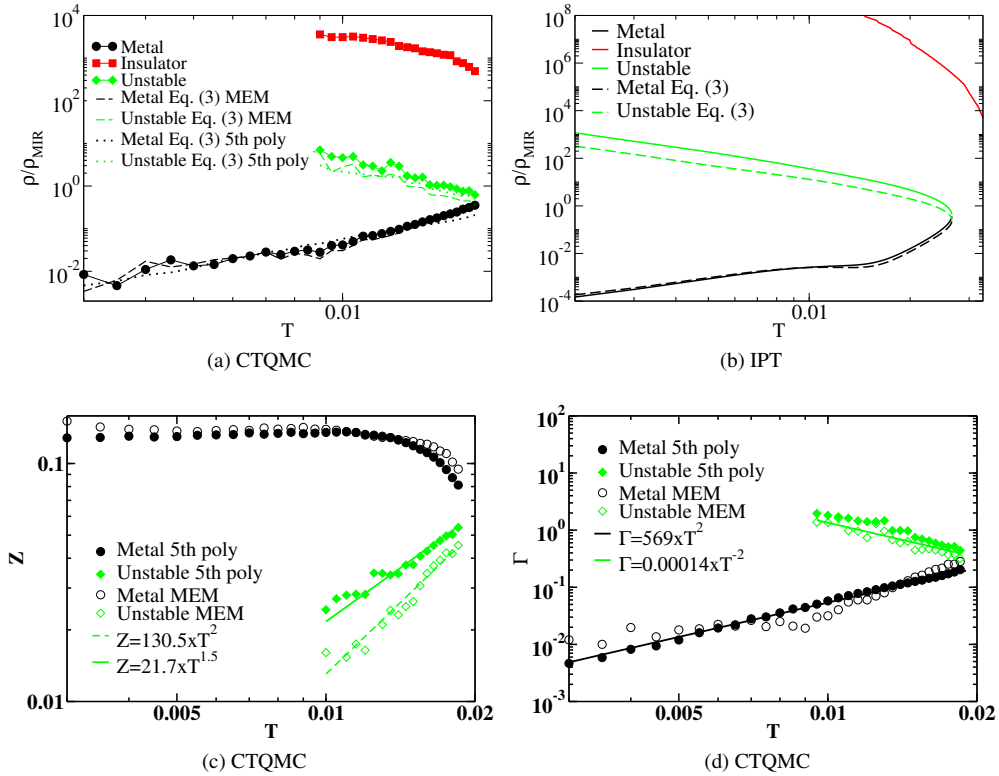 10^4
10^2
10^0
10^-2
ρ/ρ_MIR
Metal
Insulator
Unstable
Metal Eq. (3) MEM
Unstable Eq. (3) MEM
Metal Eq. (3) 5th poly
Unstable Eq. (3) 5th poly
0.01
T
(a) CTQMC
10^8
10^6
10^4
10^2
10^0
10^-2
10^-4
ρ/ρ_MIR
Metal
Insulator
Unstable
Metal Eq. (3)
Unstable Eq. (3)
0.01
T
(b) IPT
0.1
0.01
Z
Metal 5th poly
Unstable 5th poly
Metal MEM
Unstable MEM
Z=130.5xT^2
Z=21.7xT^1.5
0.005
0.01
0.02
T
(c) CTQMC
10^4
10^3
10^2
10^1
10^0
10^-1
10^-2
10^-3
Γ
Metal 5th poly
Unstable 5th poly
Metal MEM
Unstable MEM
Γ=569xT^2
Γ=0.00014xT^-2
0.005
0.01
0.02
T
(d) CTQMC